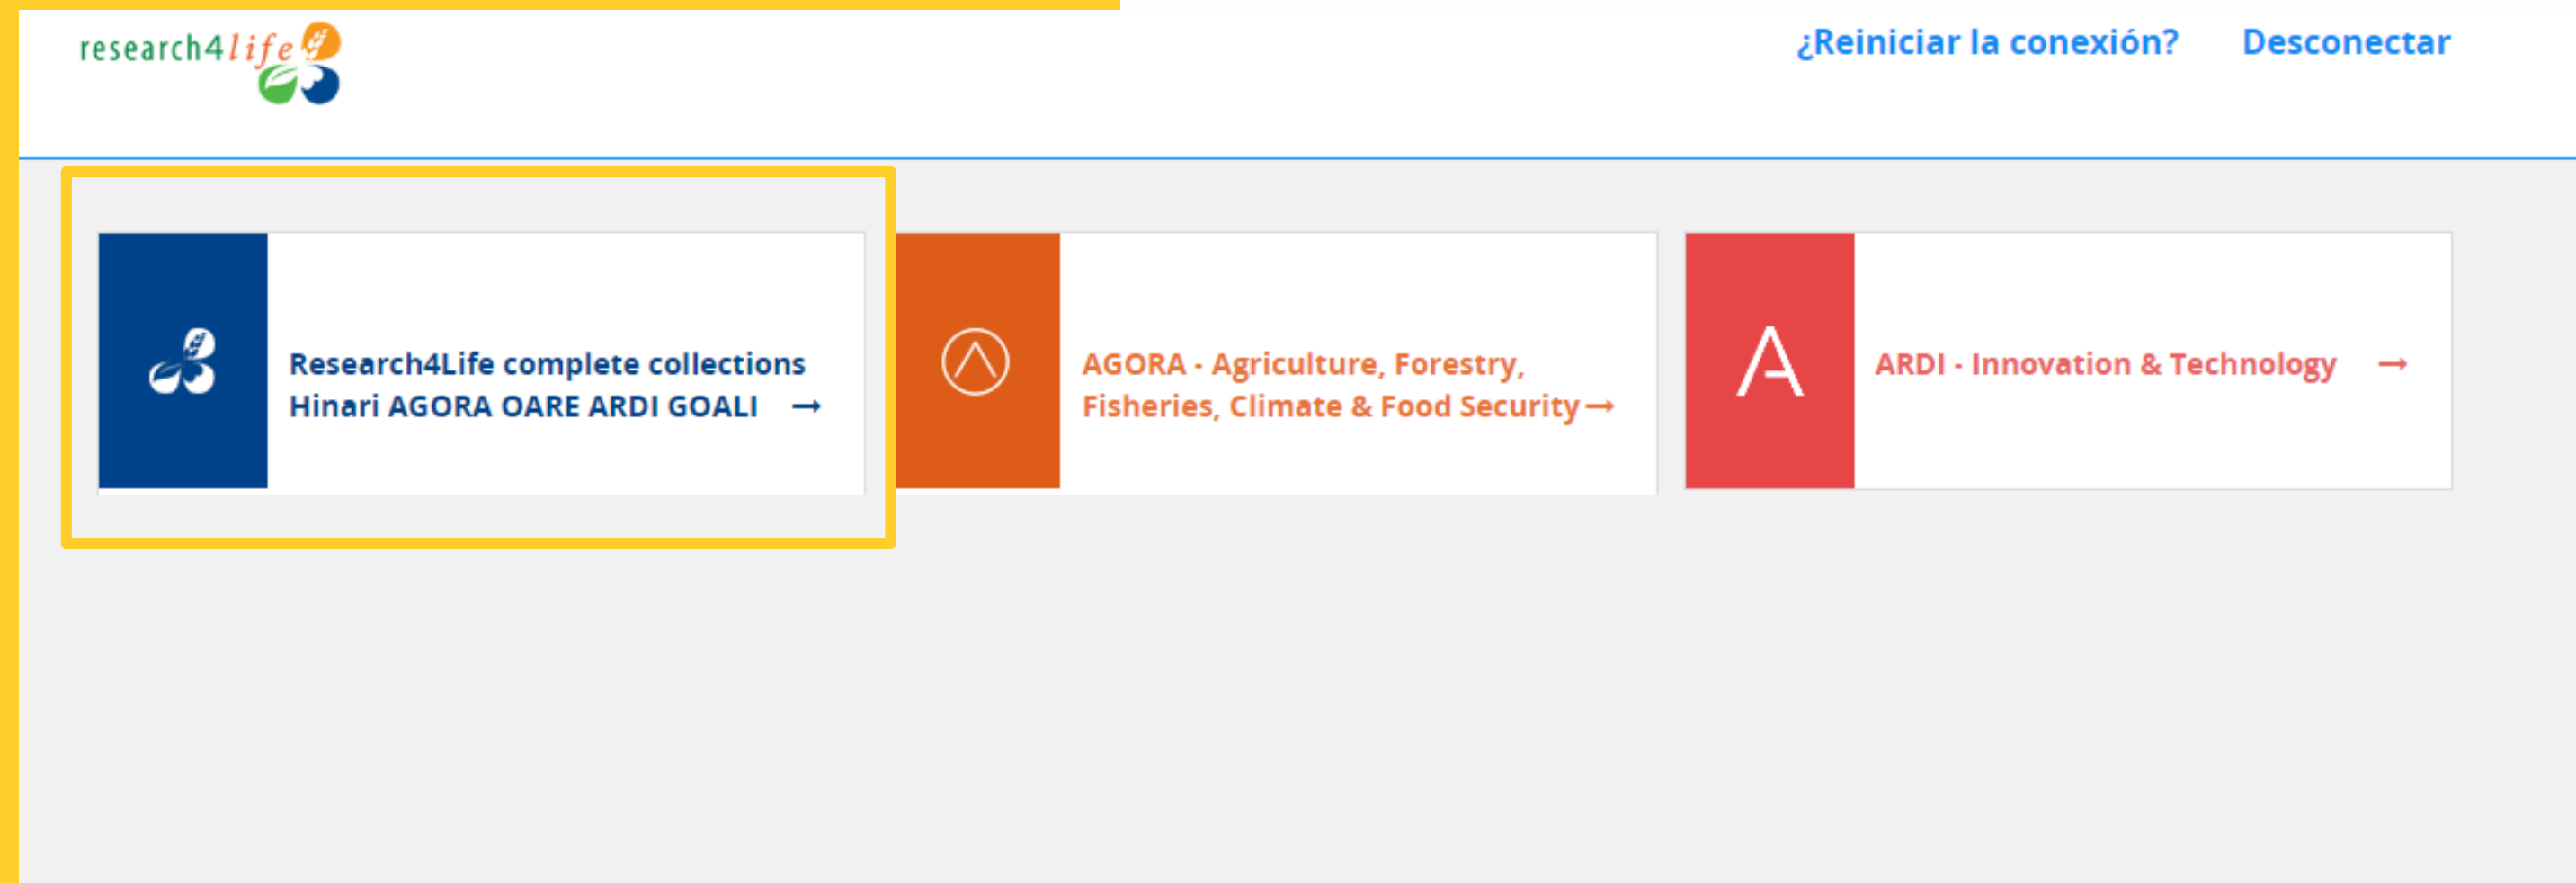 research4life
¿Reiniciar la conexión? Desconectar
Research4Life complete collections
Hinari AGORA OARE ARDI GOALI →
AGORA - Agriculture, Forestry,
Fisheries, Climate & Food Security →
ARDI - Innovation & Technology →